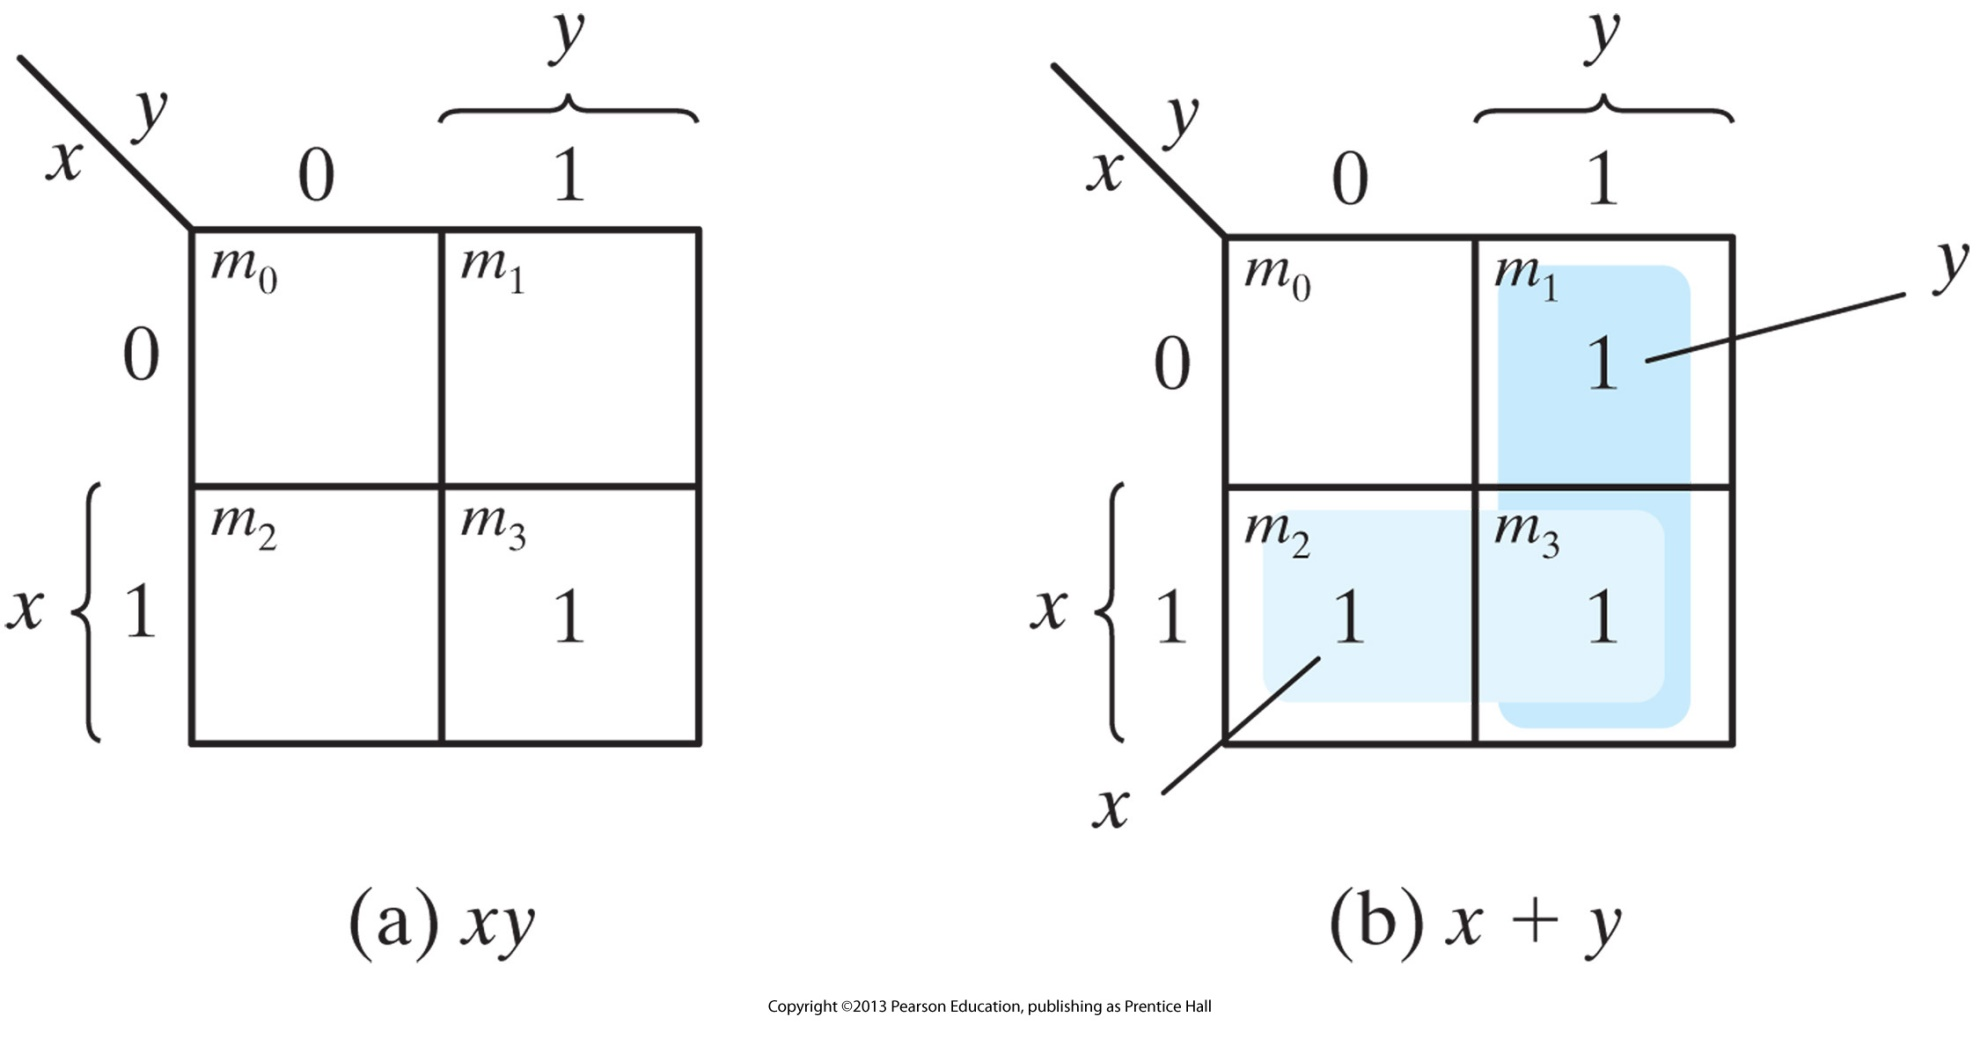 y y
y y
x x
0 1 0 1
m0 m1 m0 m1
y
0 0 1
m2 m3 m2 m3
x 1 1 x 1 1 1
x
(a) xy (b) x + y
Copyright ©2013 Pearson Education, publishing as Prentice Hall